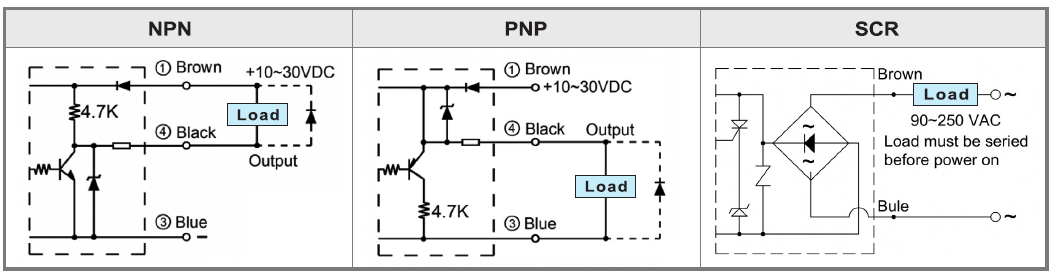 NPN
PNP
SCR
① Brown
+10~30VDC
4.7K
Load
④ Black
Output
③ Blue
① Brown
+10~30VDC
④ Black
Output
Load
4.7K
③ Blue
Brown
Load
~
90~250 VAC
Load must be seried
before power on
~
~
Bule
~